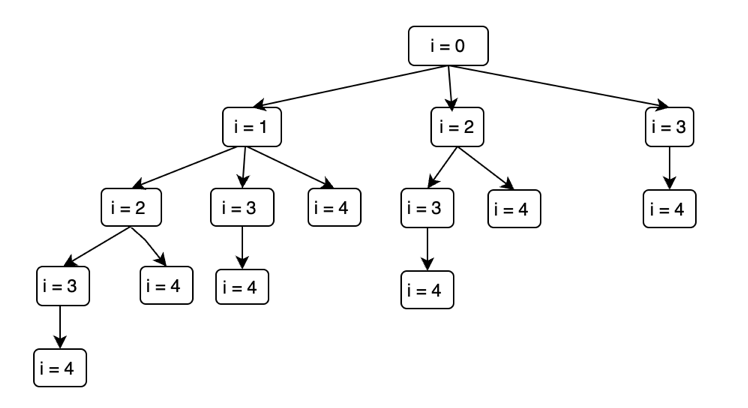 i = 0
i = 1
i = 2
i = 3
i = 2
i = 3
i = 4
i = 3
i = 4
i = 4
i = 3
i = 4
i = 4
i = 4
i = 4